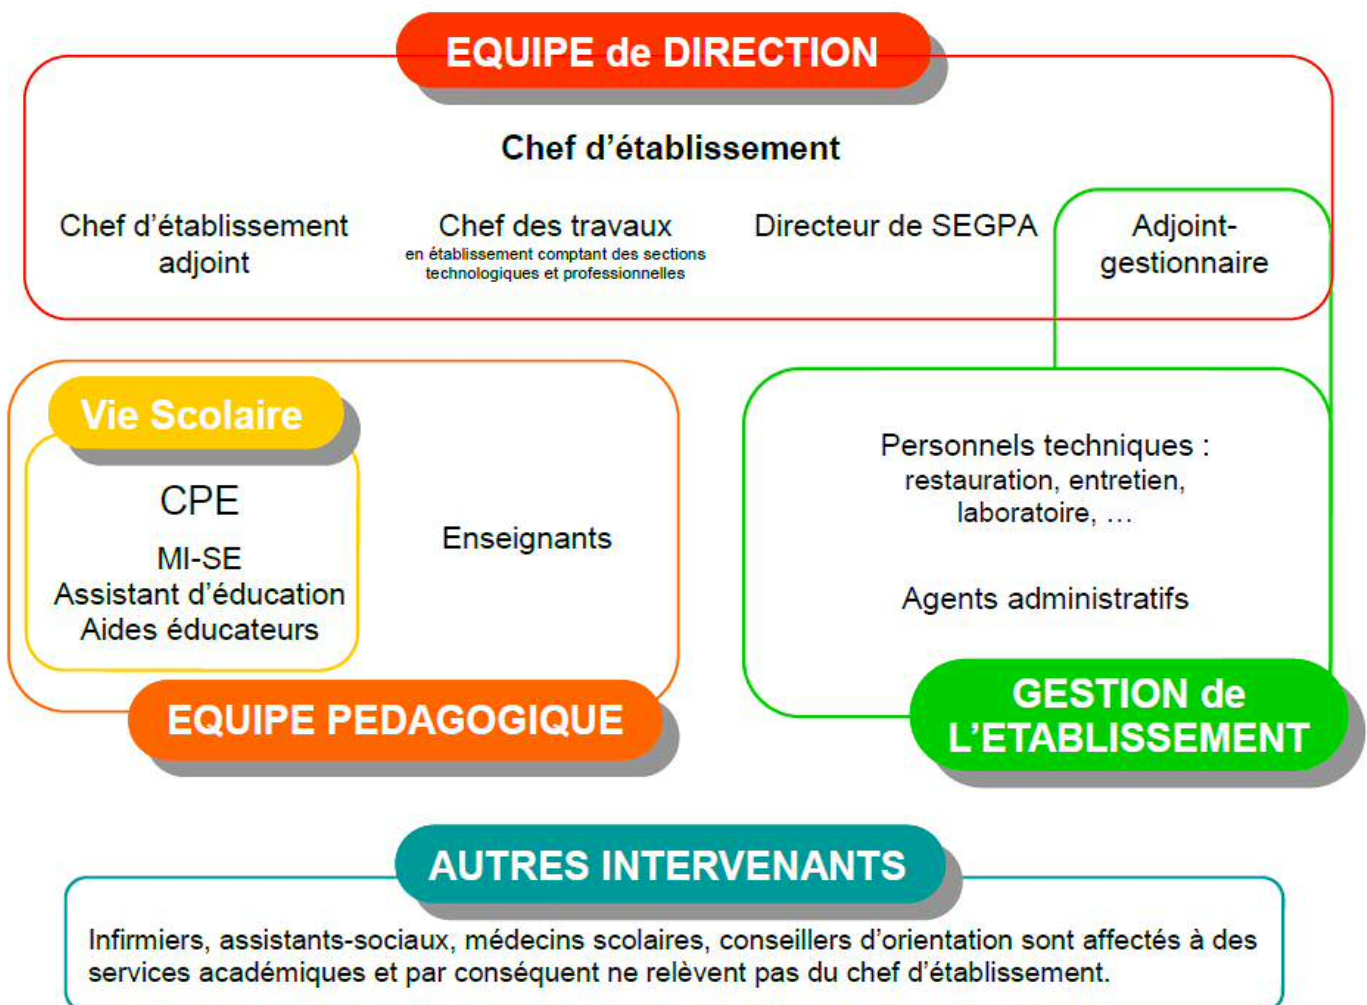 EQUIPE de DIRECTION
Chef d’établissement
Chef d’établissement
adjoint
Chef des travaux
en établissement comptant des sections
technologiques et professionnelles
Directeur de SEGPA
Adjoint-
gestionnaire
Vie Scolaire
CPE
MI-SE
Assistant d’éducation
Aides éducateurs
Enseignants
EQUIPE PEDAGOGIQUE
Personnels techniques :
restauration, entretien,
laboratoire, …
Agents administratifs
GESTION de
L’ETABLISSEMENT
AUTRES INTERVENANTS
Infirmiers, assistants-sociaux, médecins scolaires, conseillers d’orientation sont affectés à des
services académiques et par conséquent ne relèvent pas du chef d’établissement.